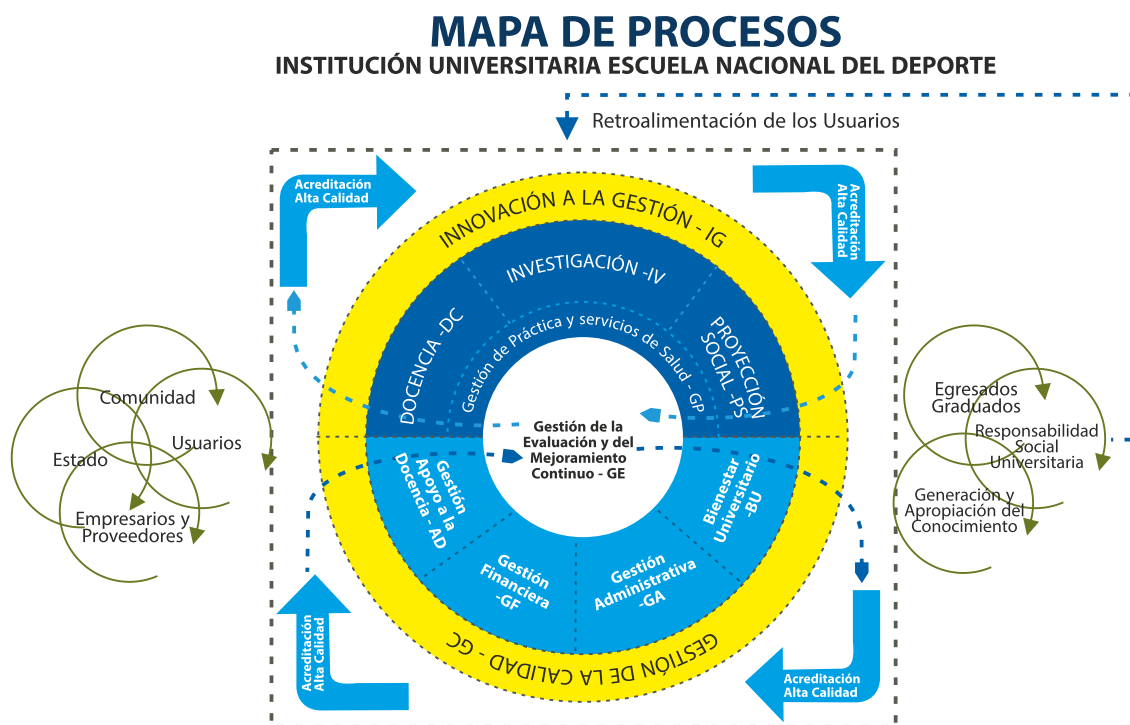 MAPA DE PROCESOS
INSTITUCIÓN UNIVERSITARIA ESCUELA NACIONAL DEL DEPORTE
Retroalimentación de los Usuarios
Acreditación
Alta Calidad
Acreditación
Alta Calidad
INNOVACIÓN A LA GESTIÓN - IG
INVESTIGACIÓN -IV
DOCENCIA -DC
PROYECCIÓN
SOCIAL -PS
Gestión de Práctica y servicios de Salud - GP
Gestión de la
Evaluación y del
Mejoramiento
Continuo - GE
Comunidad
Usuarios
Estado
Empresarios y
Proveedores
Egresados
Graduados
Responsabilidad
Social
Universitaria
Generación y
Apropiación del
Conocimiento
Gestión
Apoyo a la
Docencia - AD
Gestión
Financiera
-GF
Gestión
Administrativa
-GA
Bienestar
Universitario
-BU
GESTIÓN DE LA CALIDAD - GC
Acreditación
Alta Calidad
Acreditación
Alta Calidad